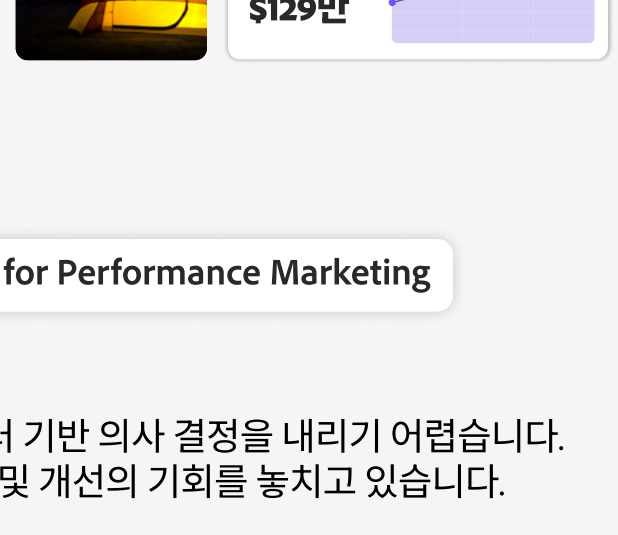 $129만
for Performance Marketing
기반 의사 결정을 내리기 어렵습니다.
및 개선의 기회를 놓치고 있습니다.